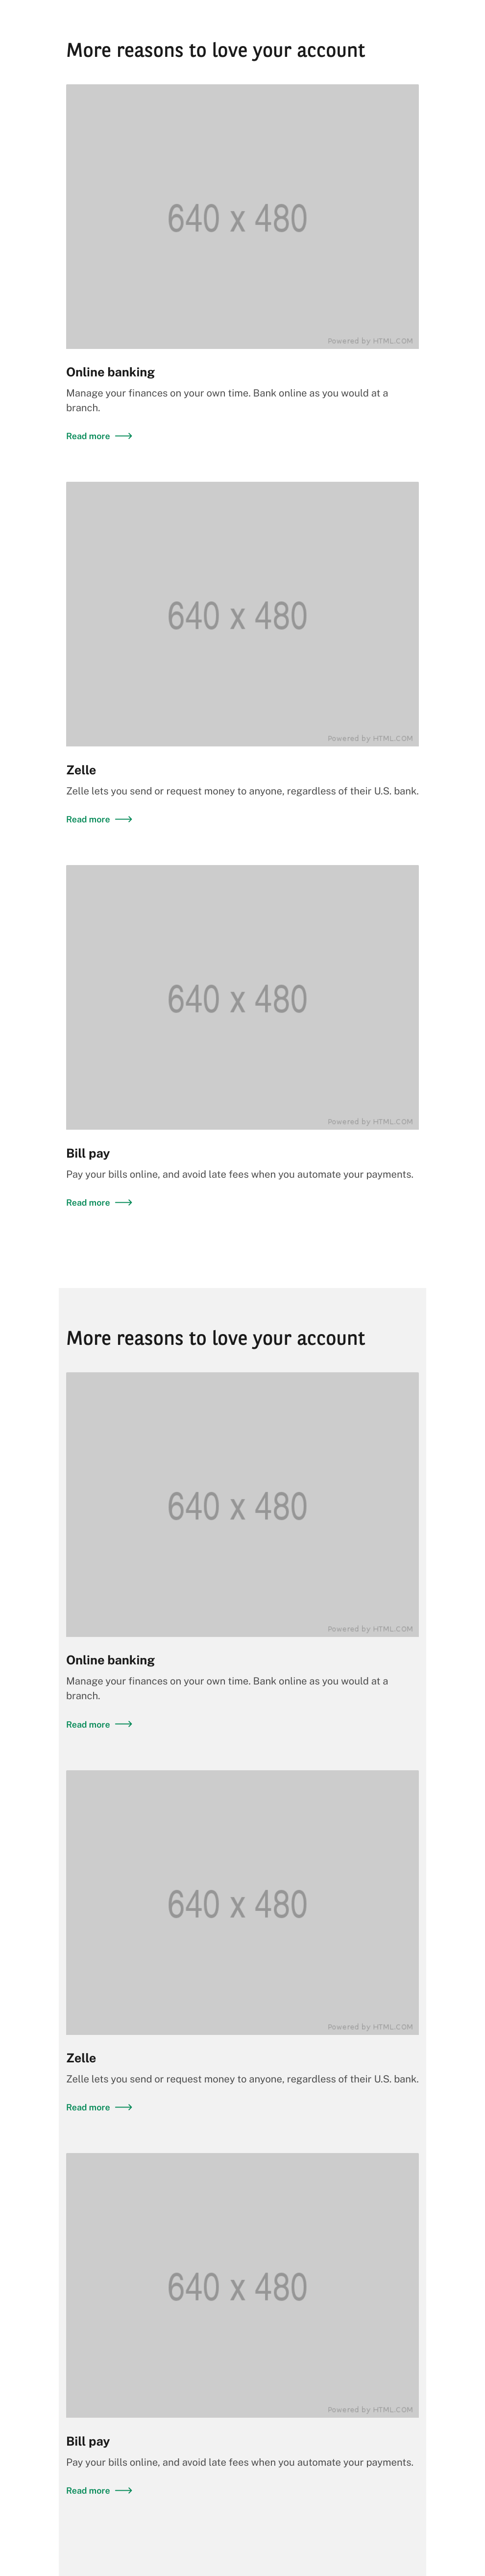 More reasons to love your account
640 x 480
Powered by HTML.COM
Online banking
Manage your finances on your own time. Bank online as you would at a
branch.
Read more
640 x 480
Powered by HTML.COM
Zelle
Zelle lets you send or request money to anyone, regardless of their U.S. bank.
Read more
640 x 480
Powered by HTML.COM
Bill pay
Pay your bills online, and avoid late fees when you automate your payments.
Read more
More reasons to love your account
640 x 480
Powered by HTML.COM
Online banking
Manage your finances on your own time. Bank online as you would at a
branch.
Read more
640 x 480
Powered by HTML.COM
Zelle
Zelle lets you send or request money to anyone, regardless of their U.S. bank.
Read more
640 x 480
Powered by HTML.COM
Bill pay
Pay your bills online, and avoid late fees when you automate your payments.
Read more